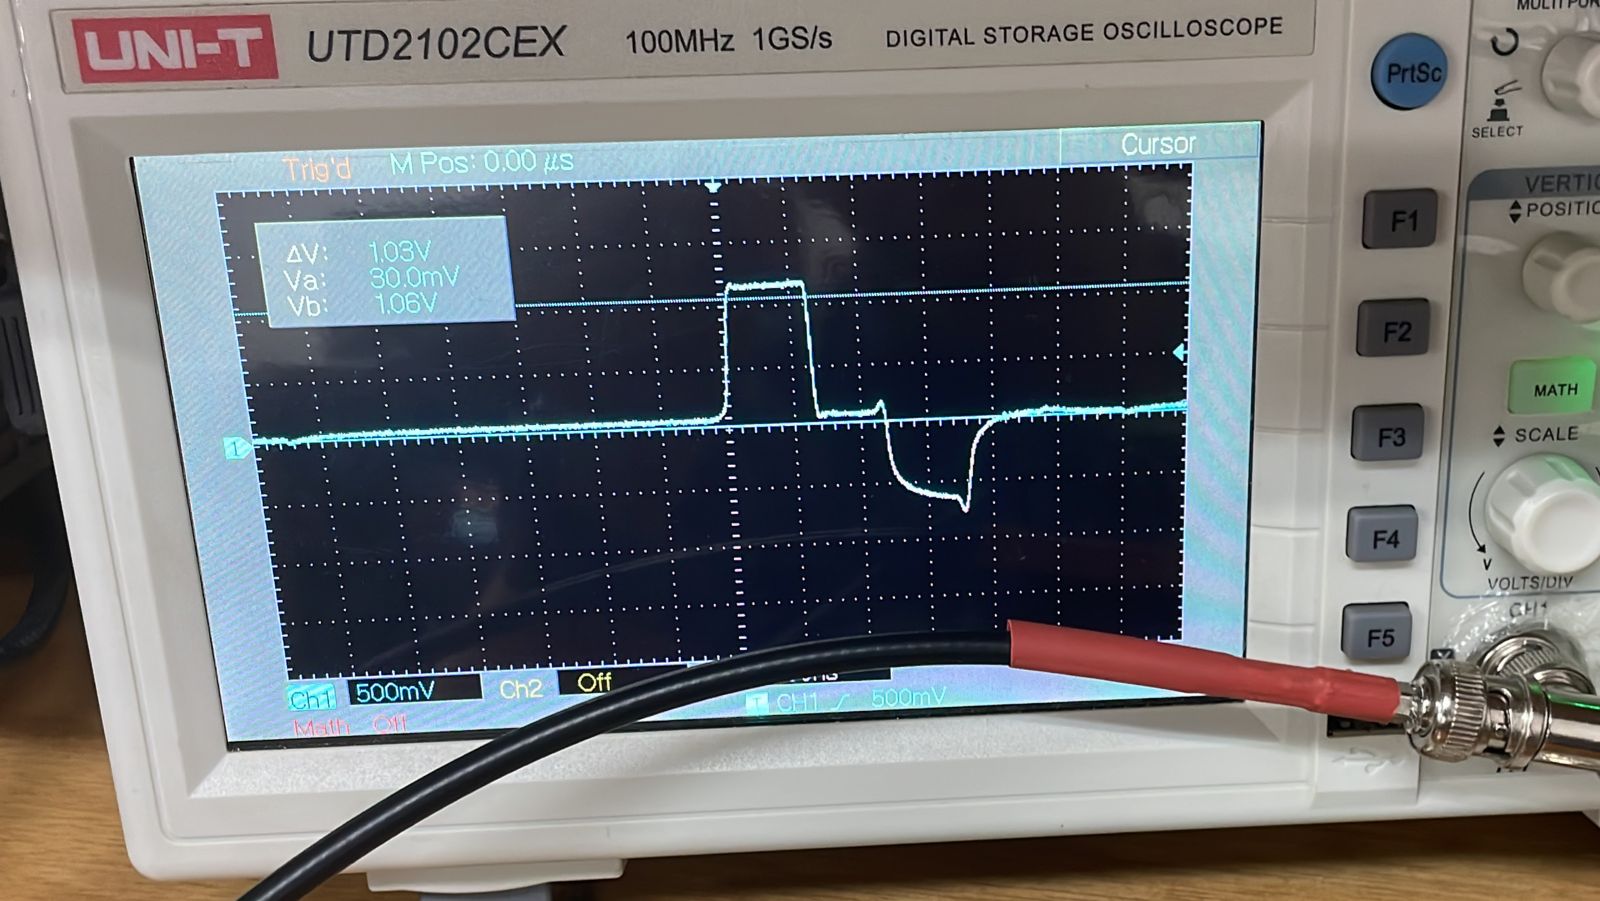 UNI-T UTD2102CEX 100MHz 1GS/s DIGITAL STORAGE OSCILLOSCOPE
PrtSc
SELECT
Trig'd M Pos: 0.00 μs Cursor
ΔV: 1.03V
Va: 30.0mV
Vb: 1.06V
1
F1
F2
F3
F4
F5
MATH
SCALE
V
VOLTS/DIV
CH1
Ch1 500mV Ch2 Off
CH1 500mV
Math Off